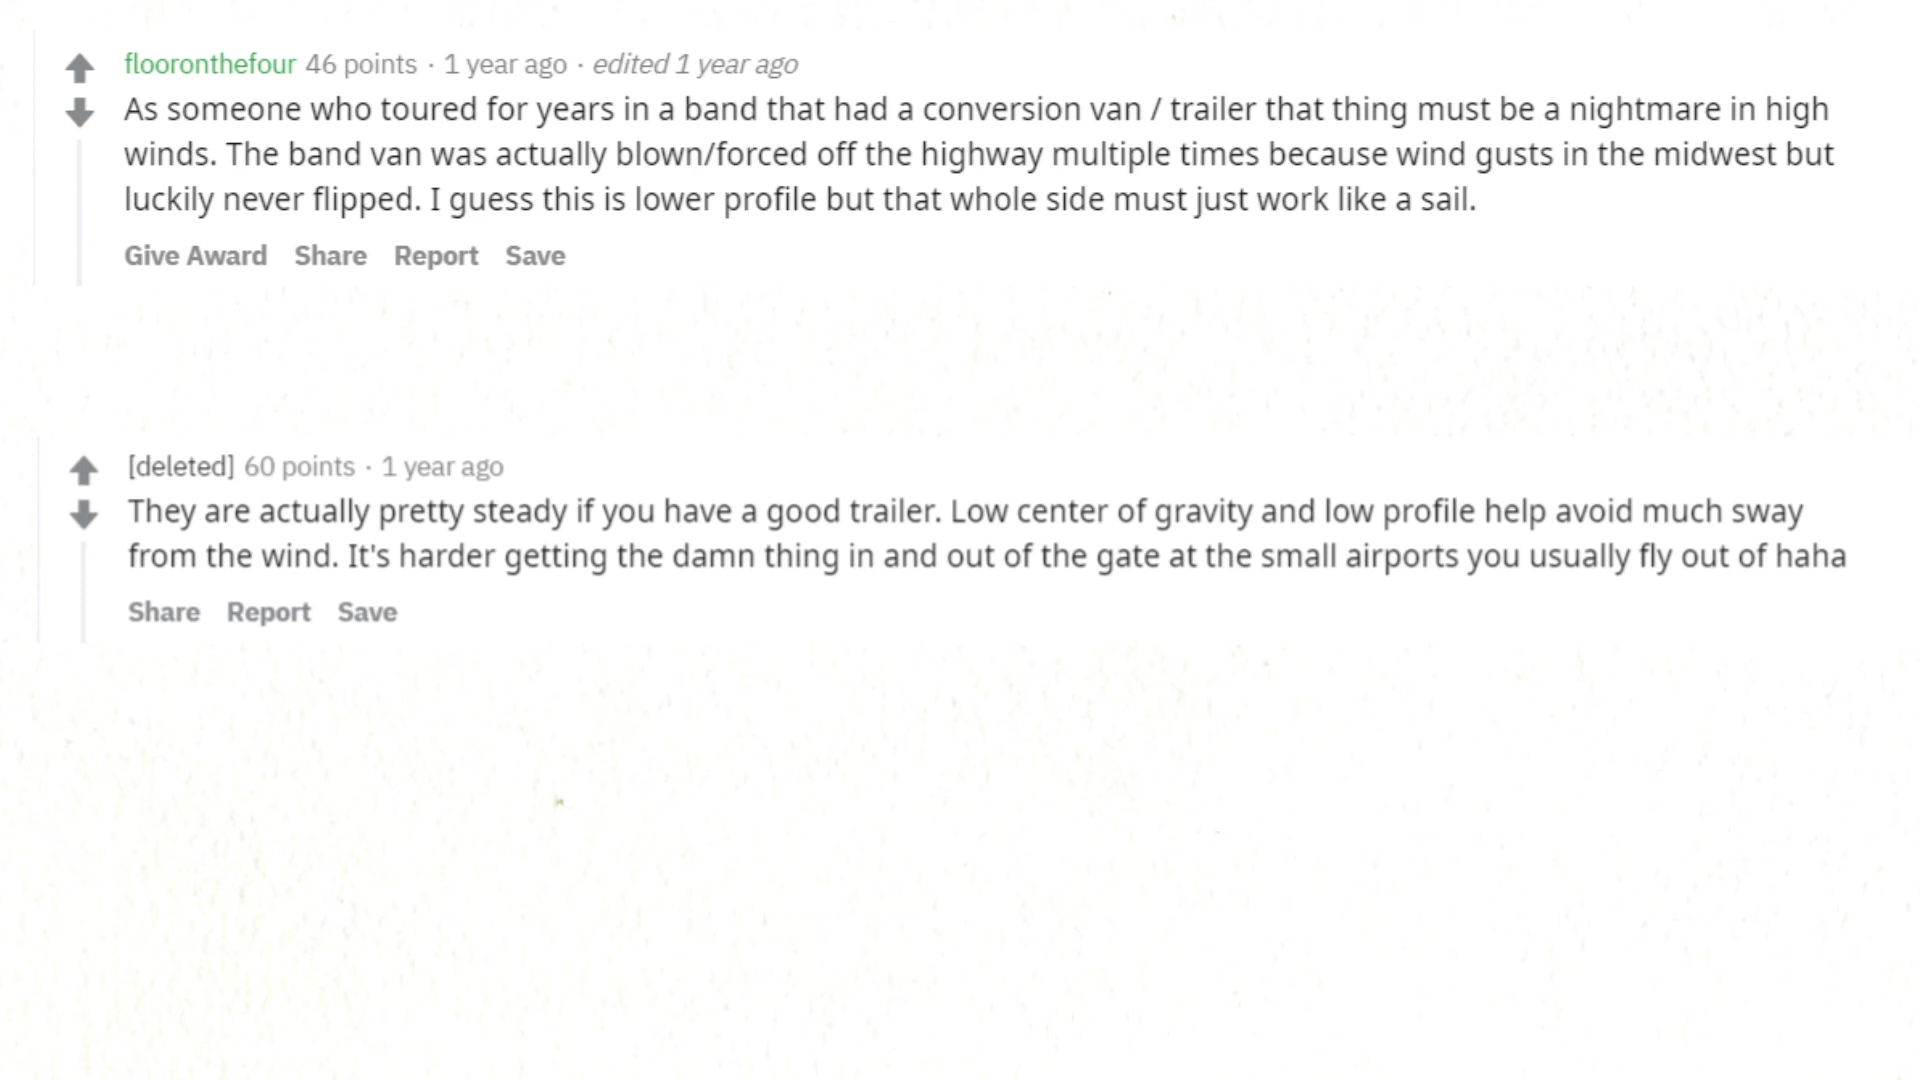 flooronthefour 46 points · 1 year ago · edited 1 year ago
As someone who toured for years in a band that had a conversion van / trailer that thing must be a nightmare in high
winds. The band van was actually blown/forced off the highway multiple times because wind gusts in the midwest but
luckily never flipped. I guess this is lower profile but that whole side must just work like a sail.
Give Award Share Report Save
[deleted] 60 points · 1 year ago
They are actually pretty steady if you have a good trailer. Low center of gravity and low profile help avoid much sway
from the wind. It's harder getting the damn thing in and out of the gate at the small airports you usually fly out of haha
Share Report Save